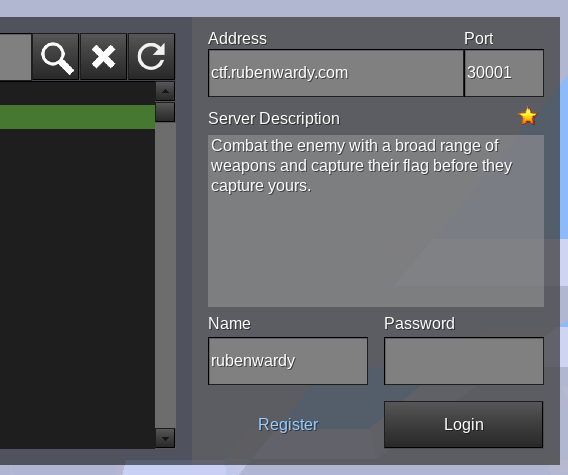 Address
Port
ctf.rubenwardy.com
30001
Server Description
Combat the enemy with a broad range of
weapons and capture their flag before they
capture yours.
Name
Password
rubenwardy
Register
Login